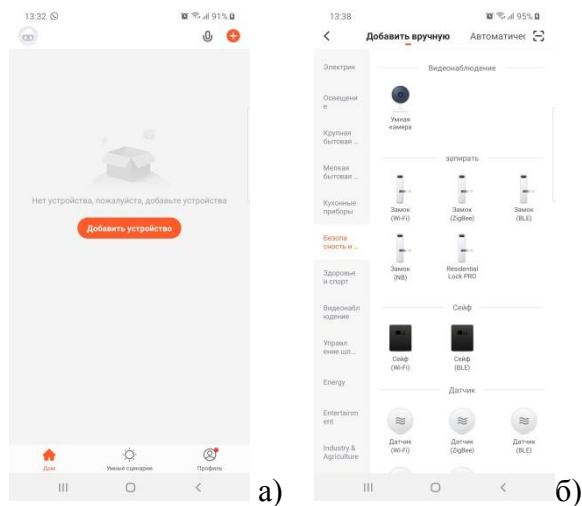 13:32
91%
Нет устройства, пожалуйста, добавьте устройства
Добавить устройство
Дом
Умные сценарии
Профиль
а)
13:38
95%
Добавить вручную
Автоматичес
Электрик
Освещени
е
Крупная
бытовая ...
Мелкая
бытовая ...
Кухонные
приборы
Безопа
сность и ...
Здоровье
и спорт
Видеонабл
юдение
Управл
ение шл...
Energy
Entertainm
ent
Industry &
Agriculture
Видеонаблюдение
Умная
камера
запирать
Замок
(Wi-Fi)
Замок
(ZigBee)
Замок
(BLE)
Замок
(NB)
Residential
Lock PRO
Сейф
Сейф
(Wi-Fi)
Сейф
(BLE)
Датчик
Датчик
(Wi-Fi)
Датчик
(ZigBee)
Датчик
(BLE)
б)